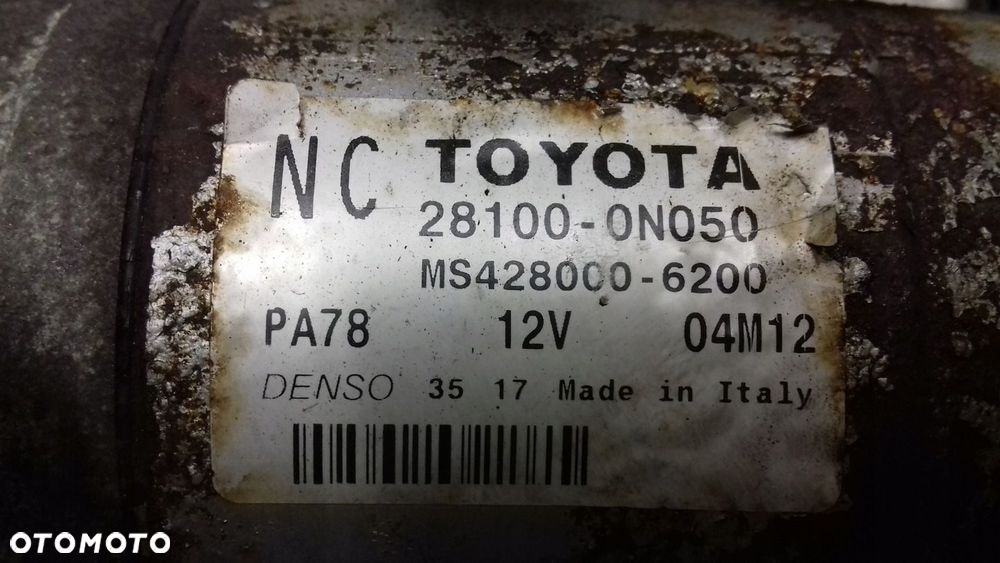 NC TOYOTA
28100-0N050
MS428000-6200
PA78 12V 04M12
DENSO 35 17 Made in Italy
OTOMOTO